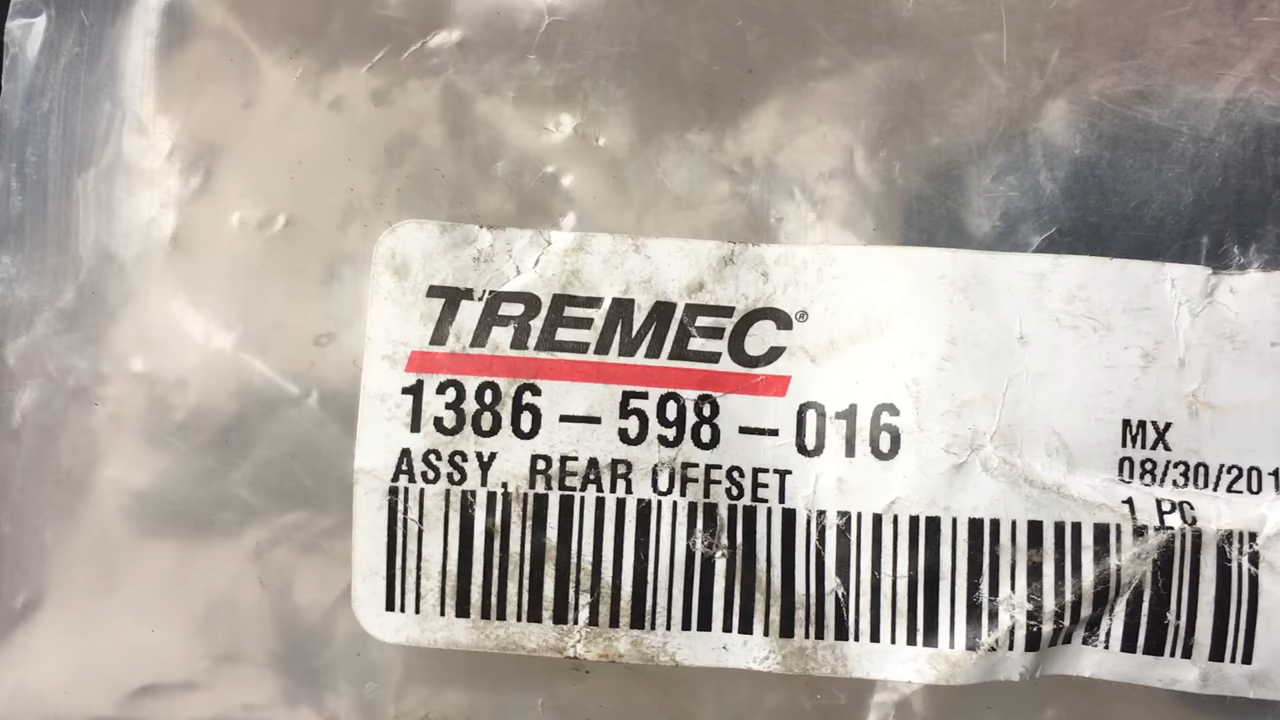 TREMEC®
1386-598-016
ASSY, REAR OFFSET
MX
08/30/201
1 PC